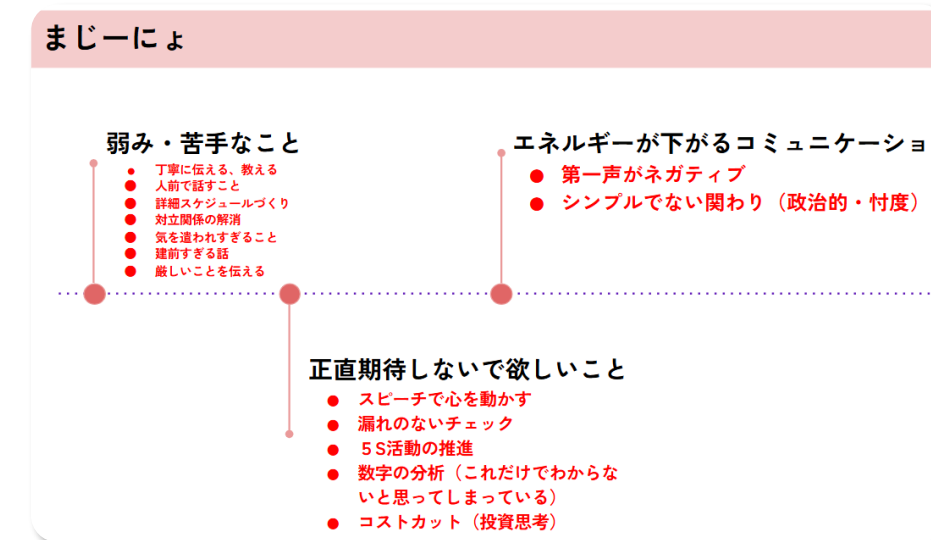 まじーにょ
弱み・苦手なこと
● 丁寧に伝える、教える
● 人前で話すこと
● 詳細スケジュールづくり
● 対立関係の解消
● 気を遣われすぎること
● 建前すぎる話
● 厳しいことを伝える
エネルギーが下がるコミュニケーショ
● 第一声がネガティブ
● シンプルでない関わり（政治的・忖度）
正直期待しないで欲しいこと
● スピーチで心を動かす
● 漏れのないチェック
● ５S活動の推進
● 数字の分析（これだけでわからな
いと思ってしまっている）
● コストカット（投資思考）